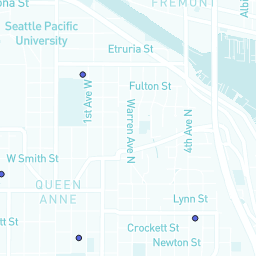 FREMONT
Seattle Pacific
University
Etruria St
Fulton St
1st Ave W
Warren Ave N
4th Ave N
W Smith St
QUEEN
ANNE
Lynn St
Crockett St
Newton St